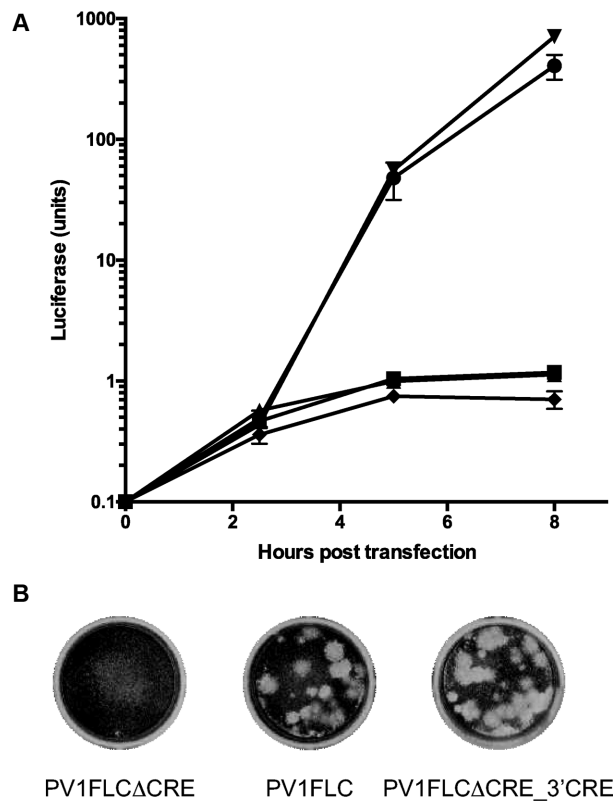 A
Luciferase (units)
1000
100
10
1
0.1
0 2 4 6 8
Hours post transfection
B
PV1FLCΔCRE PV1FLC PV1FLCΔCRE_3'CRE